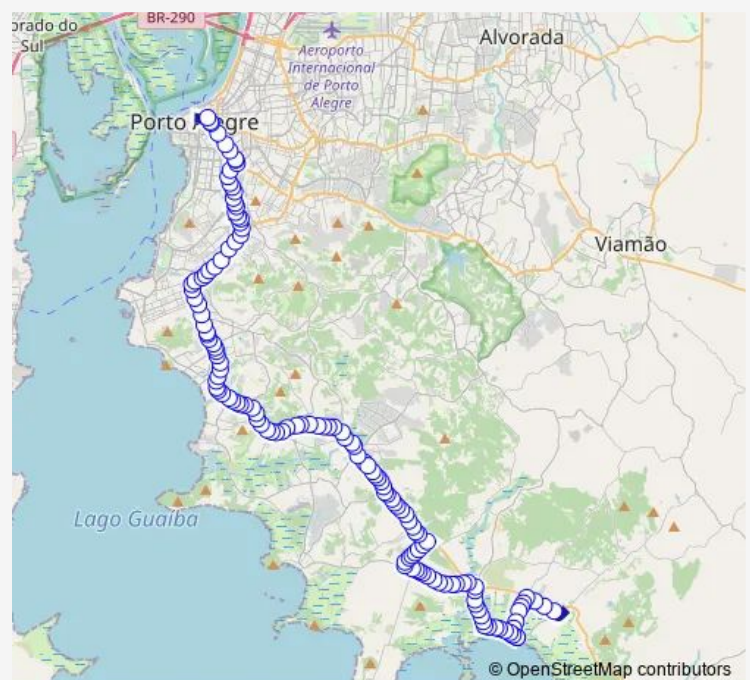 BR-290
orado do
Sul
Aeroporto
Internacional
de Porto
Alegre
Alvorada
Porto Alegre
Viamão
Lago Guaíba
© OpenStreetMap contributors